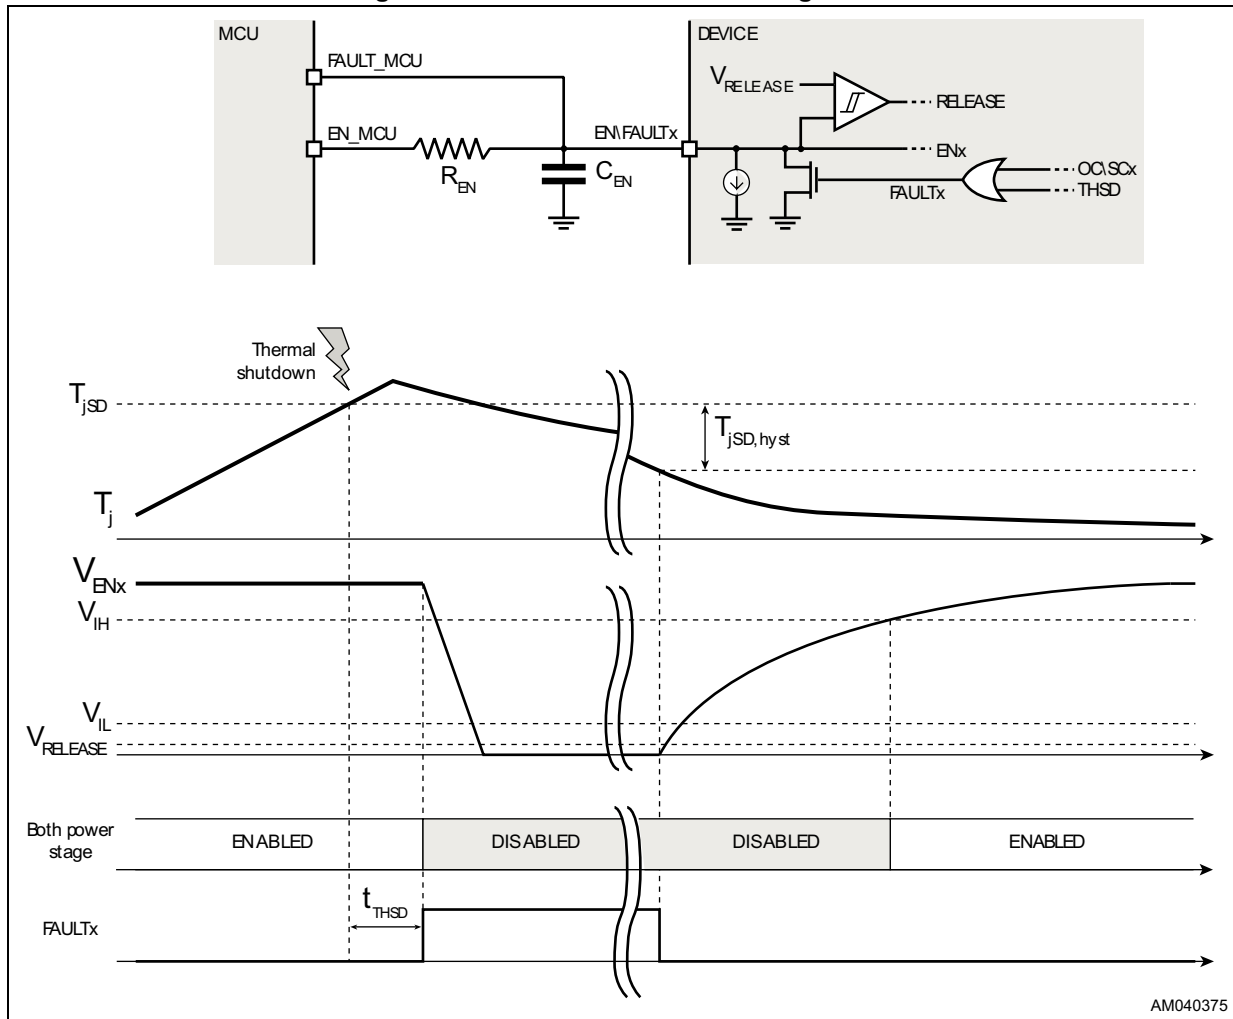 MCU
DEVICE
FAULT_MCU
VRELEASE
RELEASE
EN_MCU
EN\FAULTx
ENx
REN
CEN
OC\SCx
FAULTx
THSD
Thermal
shutdown
TjSD
TjSD,hyst
Tj
VENx
VIH
VIL
VRELEASE
Both power
stage
ENABLED
DISABLED
DISABLED
ENABLED
tTHSD
FAULTx
AM040375